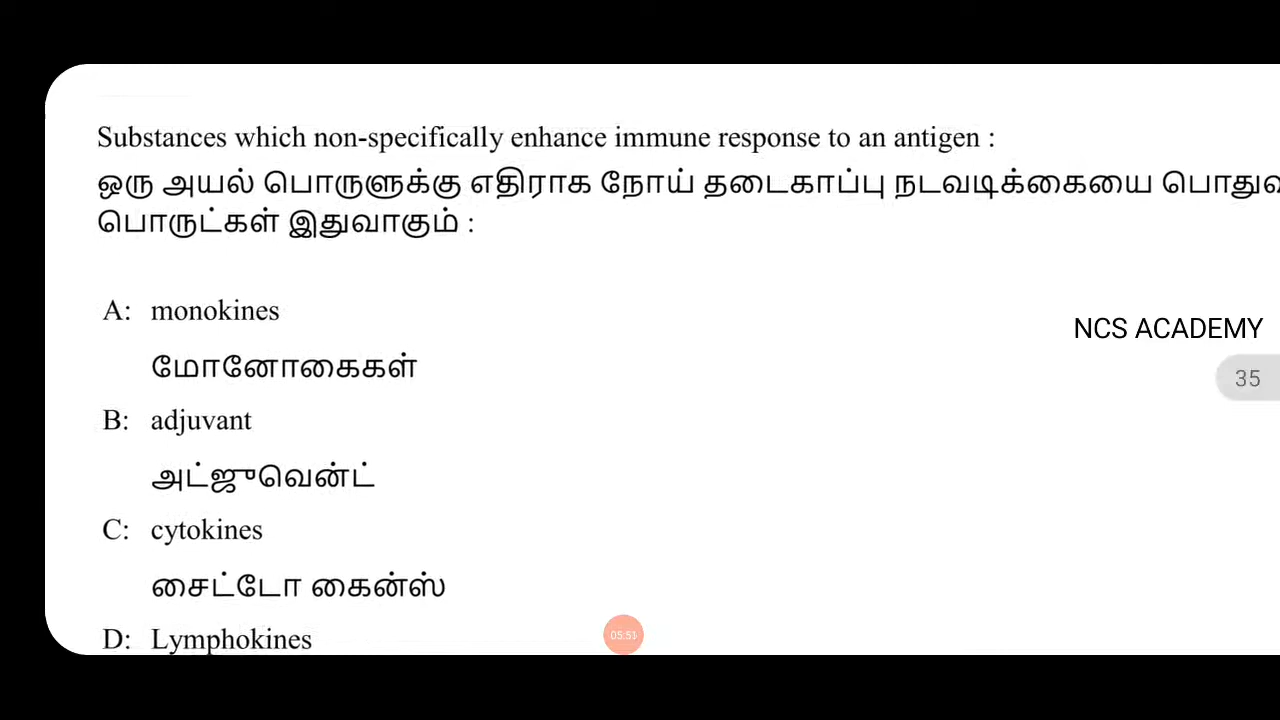 Substances which non-specifically enhance immune response to an antigen :
ஒரு அயல் பொருளுக்கு எதிராக நோய் தடைகாப்பு நடவடிக்கையை
பொருட்கள் இதுவாகும் :
A: monokines
மோனோகைகள்
NCS ACADEMY
35
B: adjuvant
அட்ஜுவென்ட்
C: cytokines
சைட்டோ கைன்ஸ்
D: Lymphokines
05:51